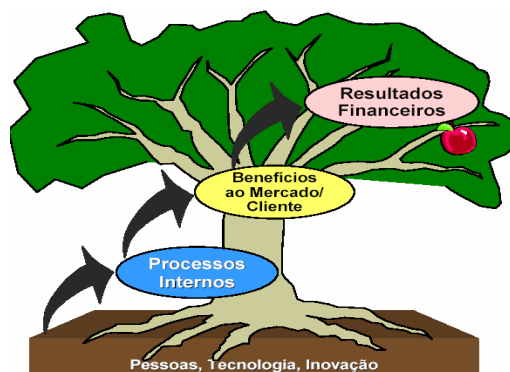 Resultados
Financeiros
Benefícios
ao Mercado/
Cliente
Processos
Internos
Pessoas, Tecnologia, Inovação